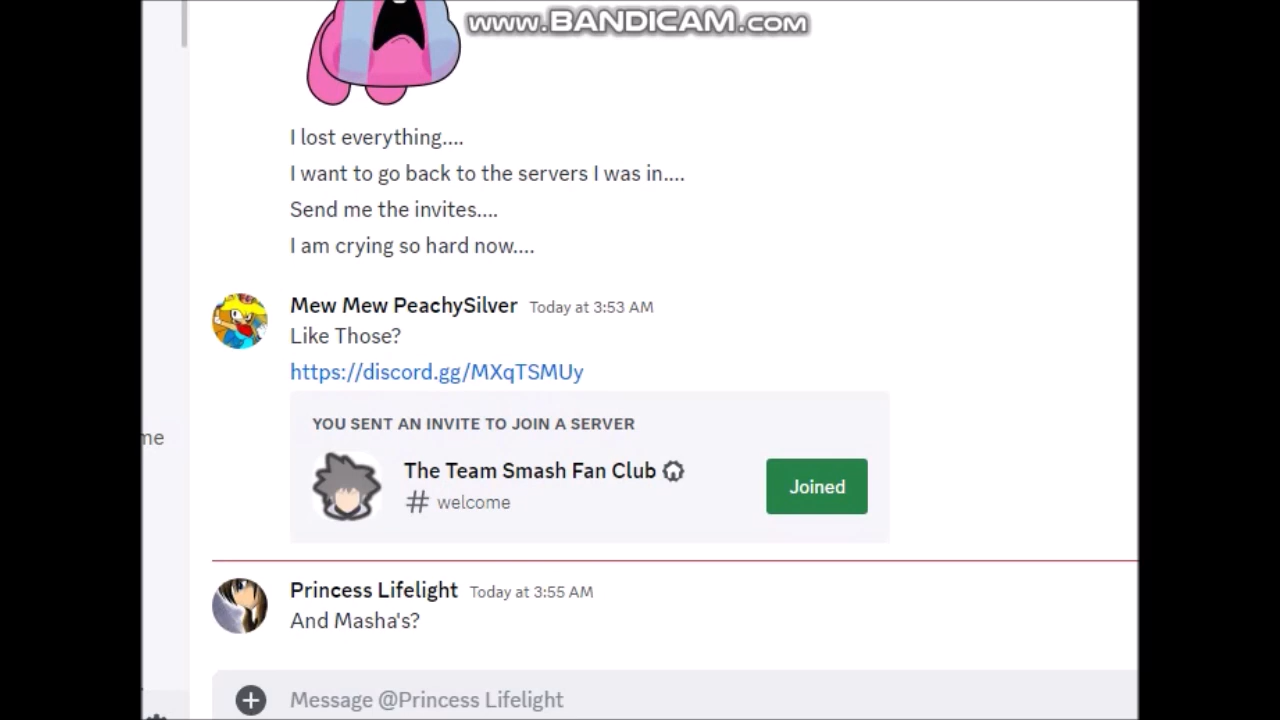 www.BANDICAM.com
I lost everything....
I want to go back to the servers I was in....
Send me the invites....
I am crying so hard now....
Mew Mew PeachySilver Today at 3:53 AM
Like Those?
https://discord.gg/MXqTSMUy
YOU SENT AN INVITE TO JOIN A SERVER
The Team Smash Fan Club
# welcome
Joined
me
Princess Lifelight Today at 3:55 AM
And Masha's?
Message @Princess Lifelight